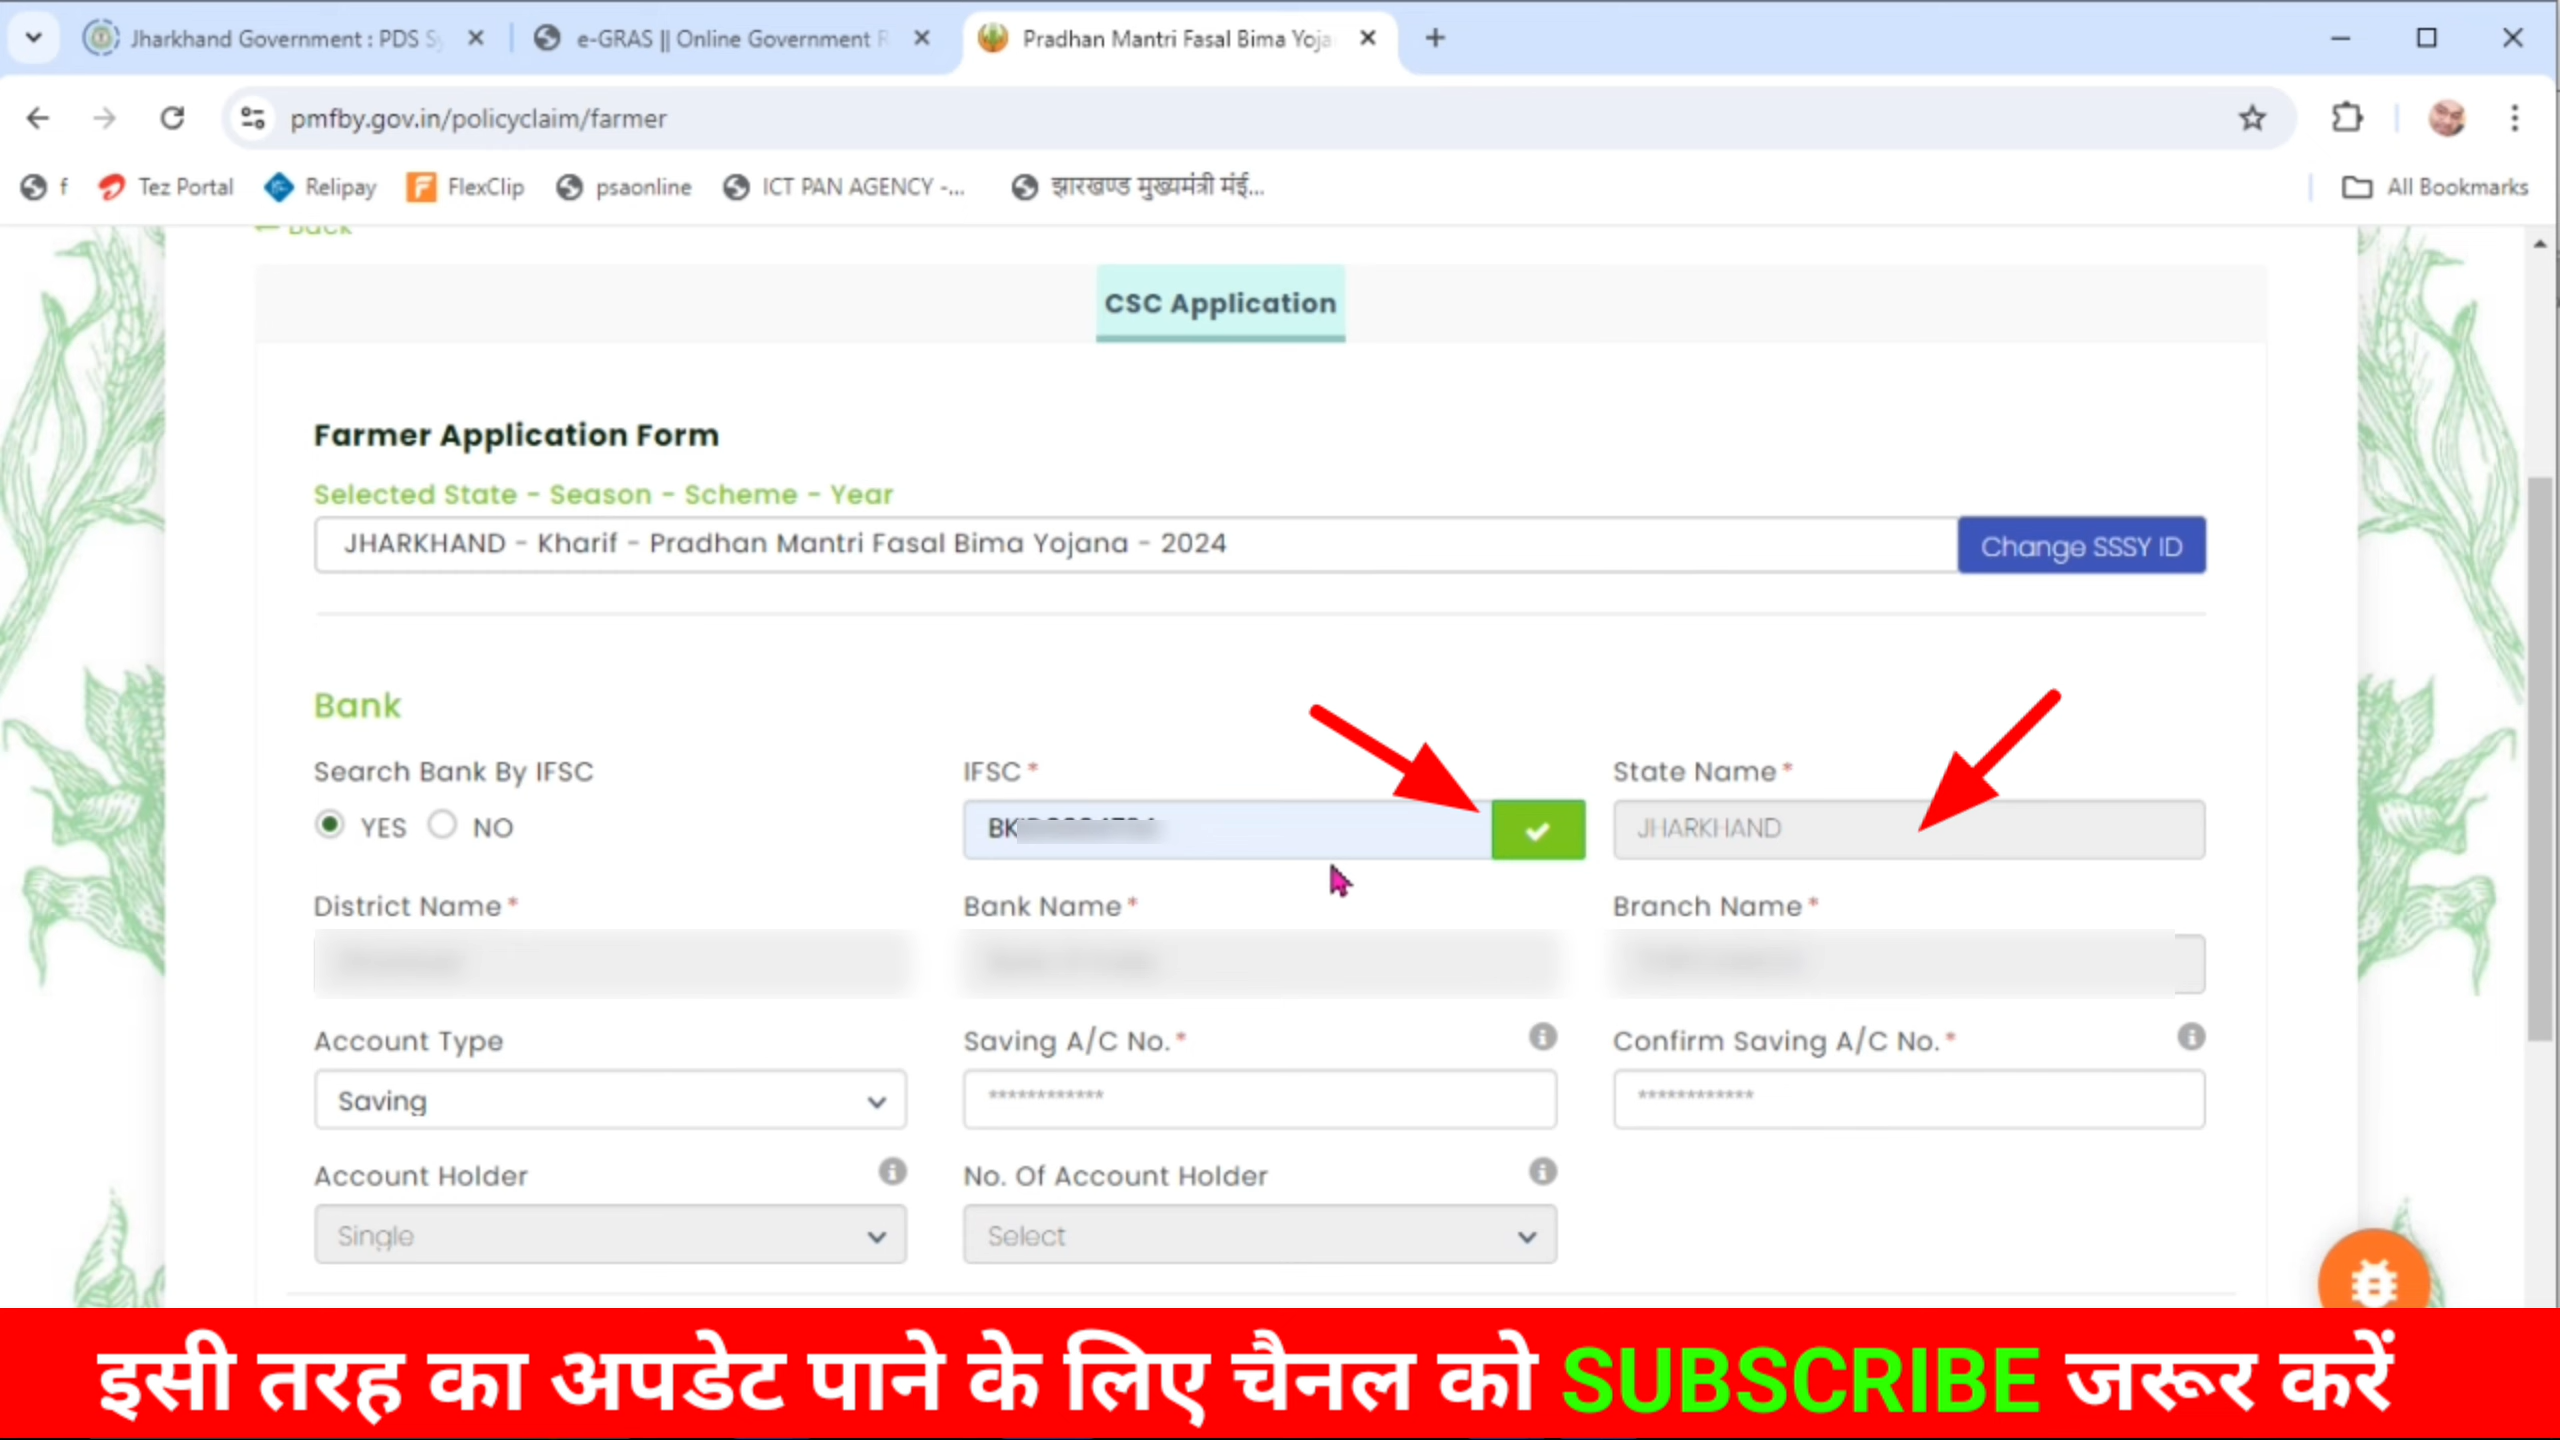 Jharkhand Government : PDS S
e-GRAS || Online Government R
Pradhan Mantri Fasal Bima Yoja
pmfby.gov.in/policyclaim/farmer
f
Tez Portal
Relipay
FlexClip
psaonline
ICT PAN AGENCY -...
झारखण्ड मुख्यमंत्री मंई...
All Bookmarks
Back
CSC Application
Farmer Application Form
Selected State - Season - Scheme - Year
JHARKHAND - Kharif - Pradhan Mantri Fasal Bima Yojana - 2024
Change SSSY ID
Bank
Search Bank By IFSC
IFSC *
State Name *
YES NO
BK
JHARKHAND
District Name *
Bank Name *
Branch Name *
Account Type
Saving A/C No. *
Confirm Saving A/C No. *
Saving
************
************
Account Holder
No. Of Account Holder
Single
Select
इसी तरह का अपडेट पाने के लिए चैनल को SUBSCRIBE जरूर करें